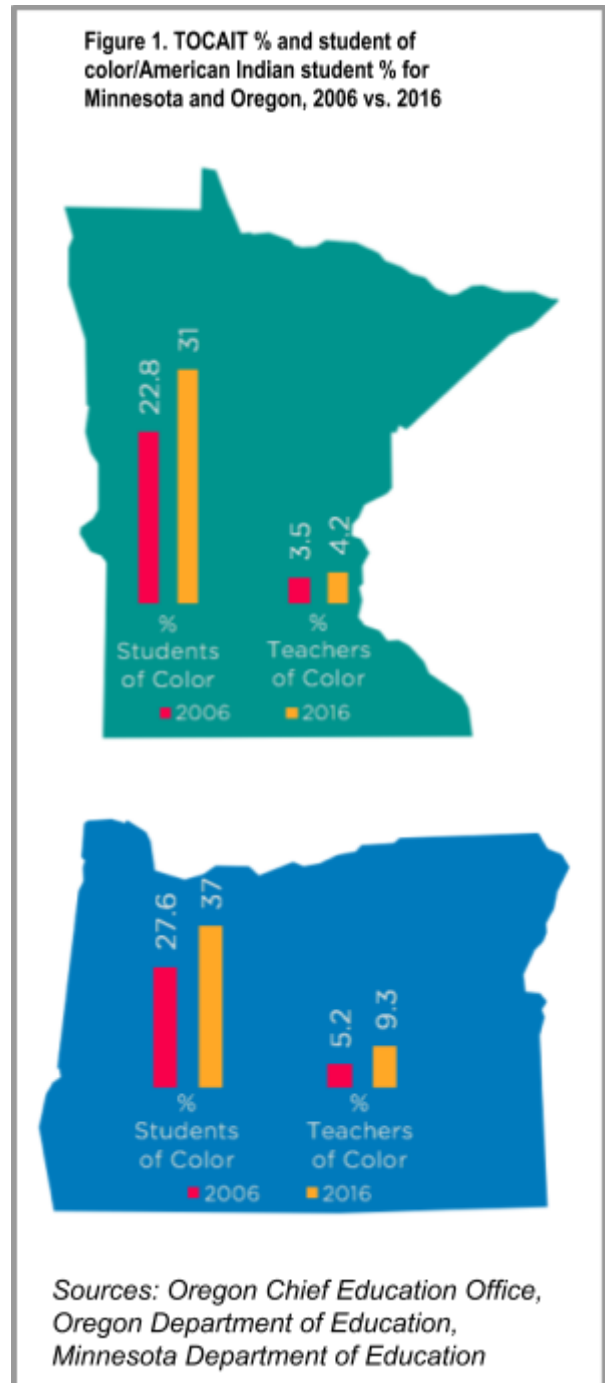 Figure 1. TOCAIT % and student of
color/American Indian student % for
Minnesota and Oregon, 2006 vs. 2016
22.8
31
3.5
4.2
%
Students
of Color
%
Teachers
of Color
2006
2016
27.6
37
5.2
9.3
%
Students
of Color
%
Teachers
of Color
2006
2016
Sources: Oregon Chief Education Office,
Oregon Department of Education,
Minnesota Department of Education